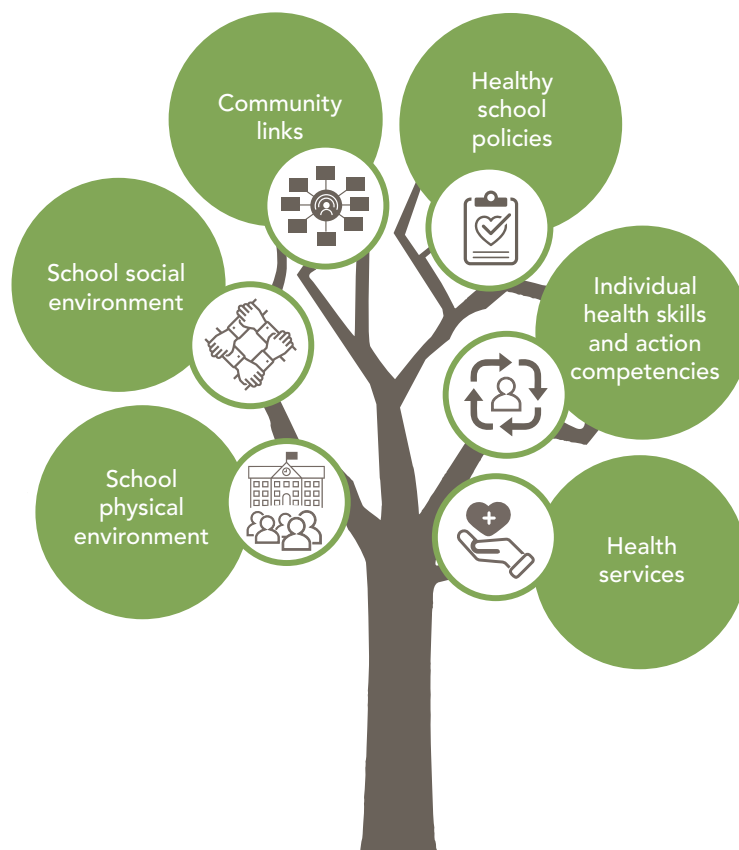 Community
links
Healthy
school
policies
School social
environment
Individual
health skills
and action
competencies
School
physical
environment
Health
services